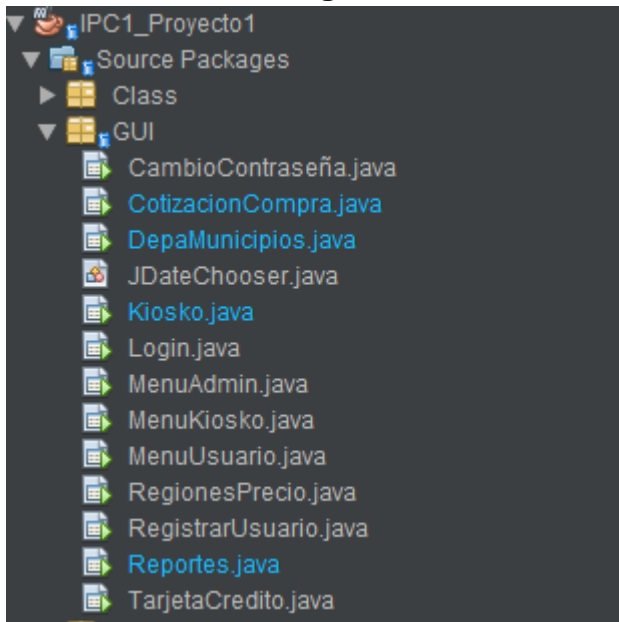 IPC1_Proyecto1
Source Packages
Class
GUI
CambioContraseña.java
CotizacionCompra.java
DepaMunicipios.java
JDateChooser.java
Kiosko.java
Login.java
MenuAdmin.java
MenuKiosko.java
MenuUsuario.java
RegionesPrecio.java
RegistrarUsuario.java
Reportes.java
TarjetaCredito.java